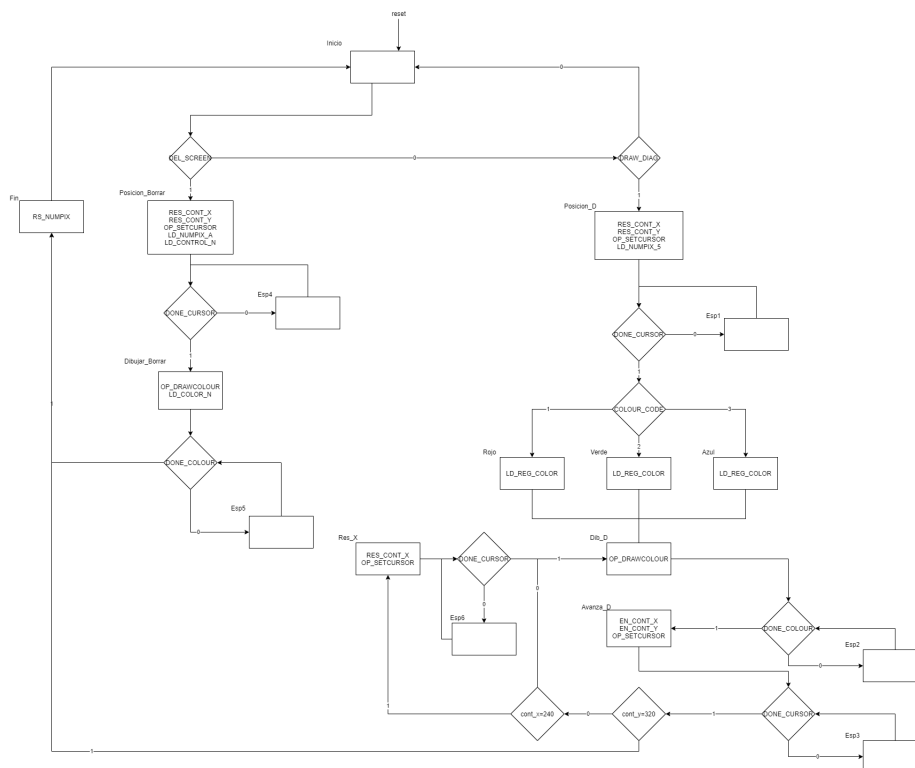 reset
Inicio
0
DEL_SCREEN
0
DRAW_DIAG
1
1
Fin
RS_NUMPIX
Posicion_Borrar
RES_CONT_X
RES_CONT_Y
OP_SETCURSOR
LD_NUMPIX_A
LD_CONTROL_N
Posicion_D
RES_CONT_X
RES_CONT_Y
OP_SETCURSOR
LD_NUMPIX_5
Esp4
DONE_CURSOR
0
1
Esp1
DONE_CURSOR
0
1
Dibujar_Borrar
OP_DRAWCOLOUR
LD_COLOR_N
1
COLOUR_CODE
1
2
3
Rojo
LD_REG_COLOR
Verde
LD_REG_COLOR
Azul
LD_REG_COLOR
DONE_COLOUR
0
Esp5
Res_X
RES_CONT_X
OP_SETCURSOR
DONE_CURSOR
1
0
0
Dib_D
OP_DRAWCOLOUR
Esp6
Avanza_D
EN_CONT_X
EN_CONT_Y
OP_SETCURSOR
1
DONE_COLOUR
0
Esp2
1
cont_x=240
0
cont_y=320
1
DONE_CURSOR
0
Esp3
1